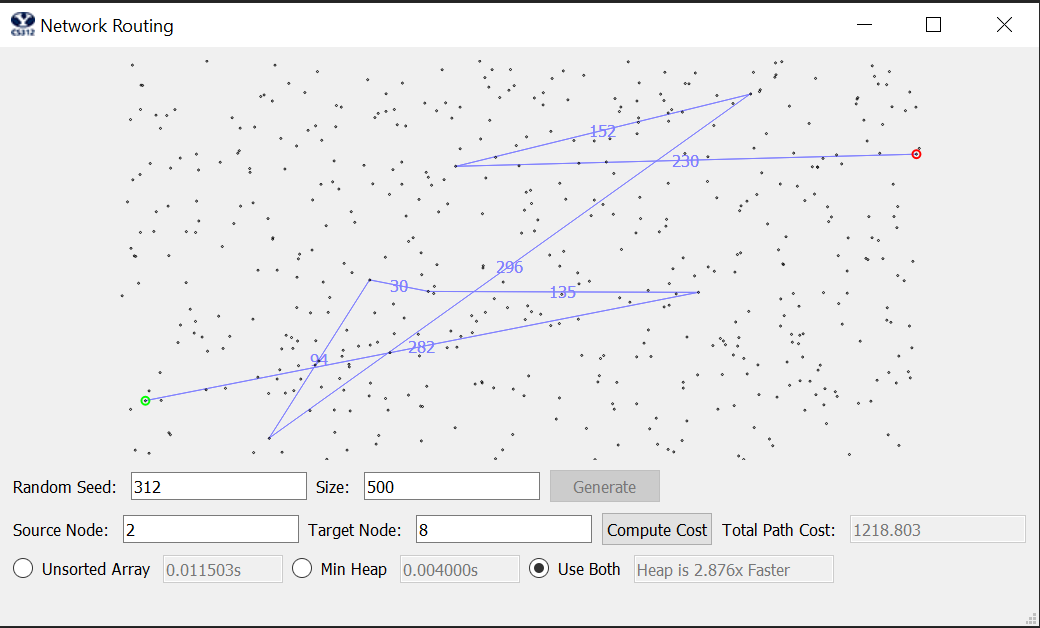 CS312 Network Routing
152
230
296
30
135
282
94
Random Seed: 312 Size: 500 Generate
Source Node: 2 Target Node: 8 Compute Cost Total Path Cost: 1218.803
Unsorted Array 0.011503s Min Heap 0.004000s Use Both Heap is 2.876x Faster